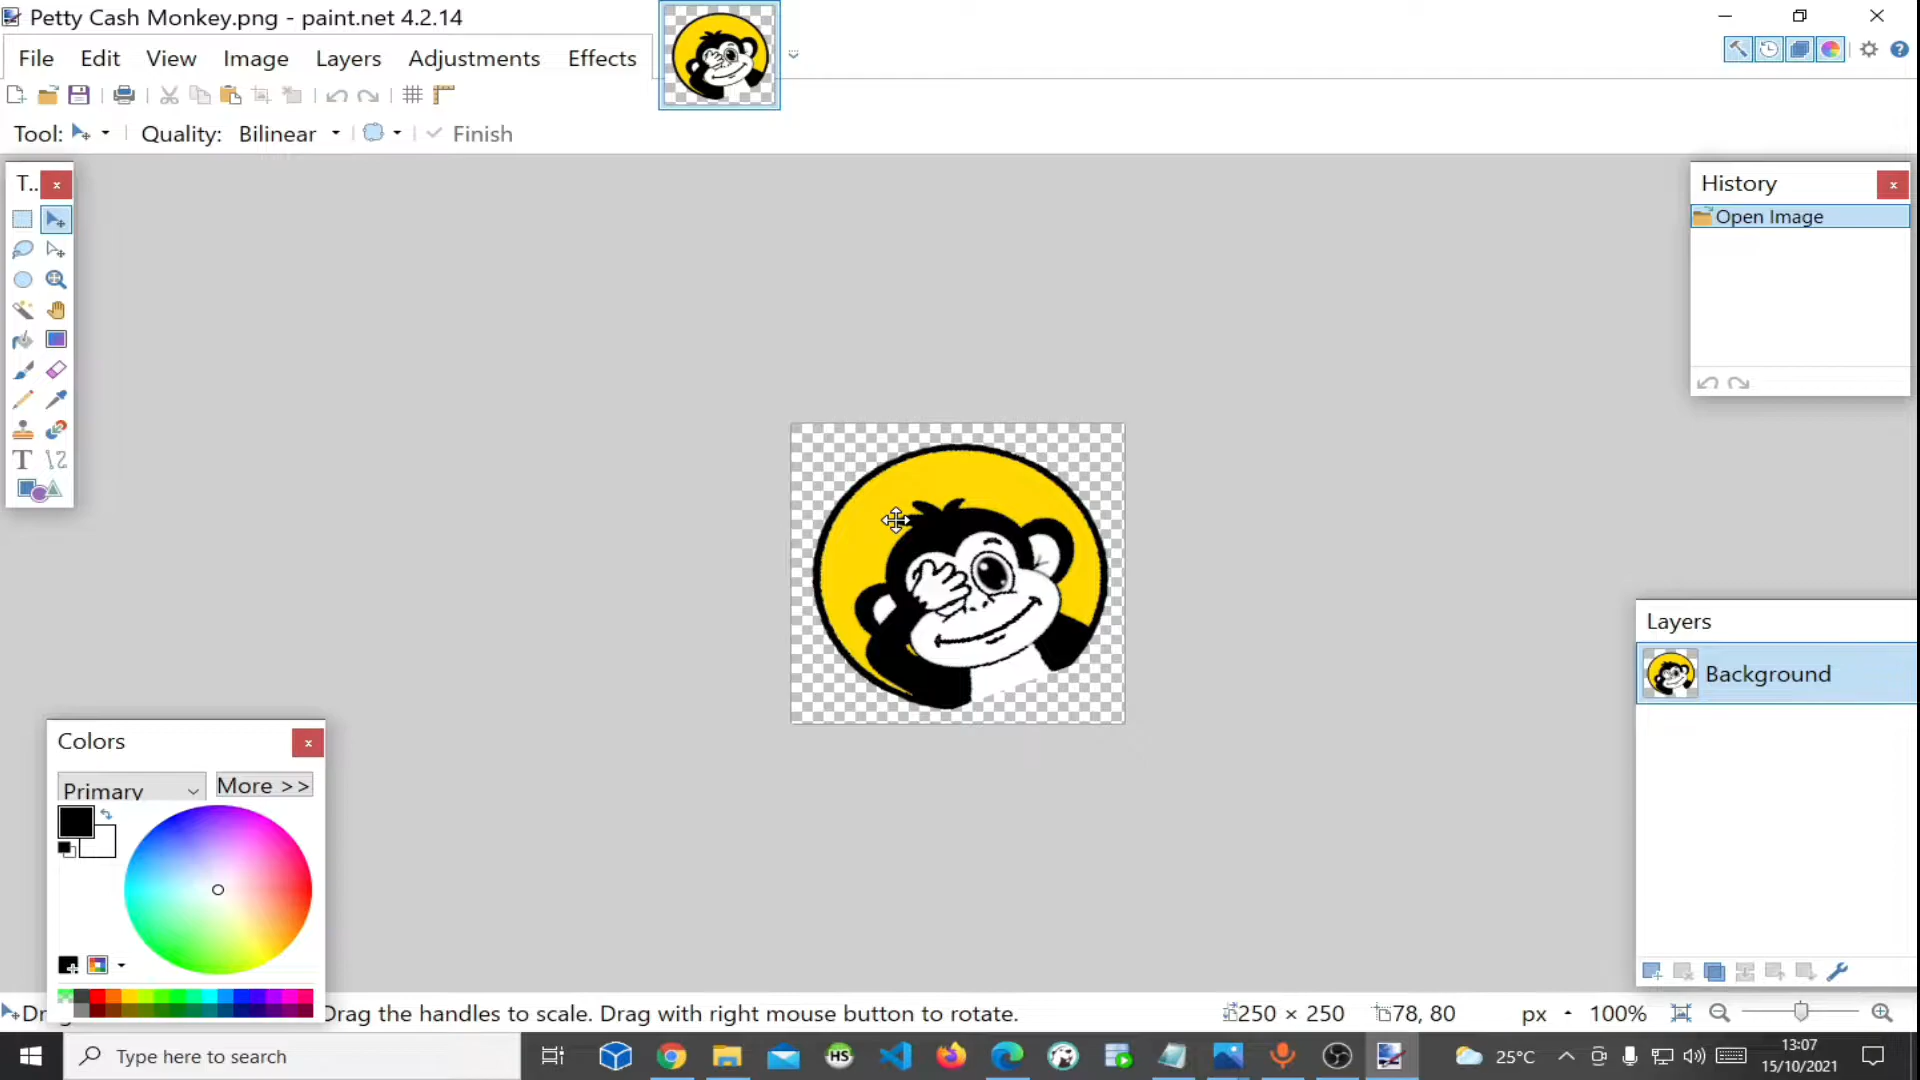 Petty Cash Monkey.png - paint.net 4.2.14
File Edit View Image Layers Adjustments Effects
Tool: Quality: Bilinear Finish
T..
History
Open Image
Layers
Background
Colors
Primary More >>
Drag the handles to scale. Drag with right mouse button to rotate. 250 × 250 78, 80 px 100%
Type here to search HS 25°C 13:07
15/10/2021